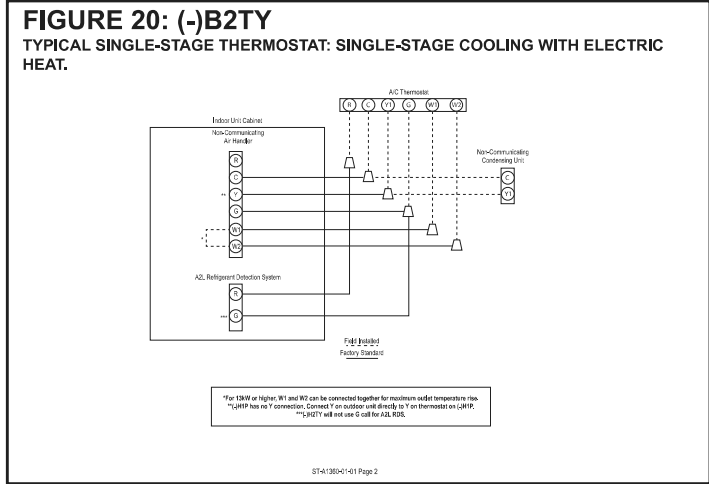 FIGURE 20: (-)B2TY
TYPICAL SINGLE-STAGE THERMOSTAT: SINGLE-STAGE COOLING WITH ELECTRIC
HEAT.
A/C Thermostat
R C Y1 G W1 W2
Indoor Unit Cabinet
Non-Communicating
Air Handler
R
C
** Y
G
W1
*
W2
Non-Communicating
Condensing Unit
C
Y1
A2L Refrigerant Detection System
R
*** G
Field Installed
Factory Standard
*For 13kW or higher, W1 and W2 can be connected together for maximum outlet temperature rise.
**(-)H1P has no Y connection. Connect Y on outdoor unit directly to Y on thermostat on (-)H1P.
***(-)H2TY will not use G call for A2L RDS.
ST-A1360-01-01 Page 2